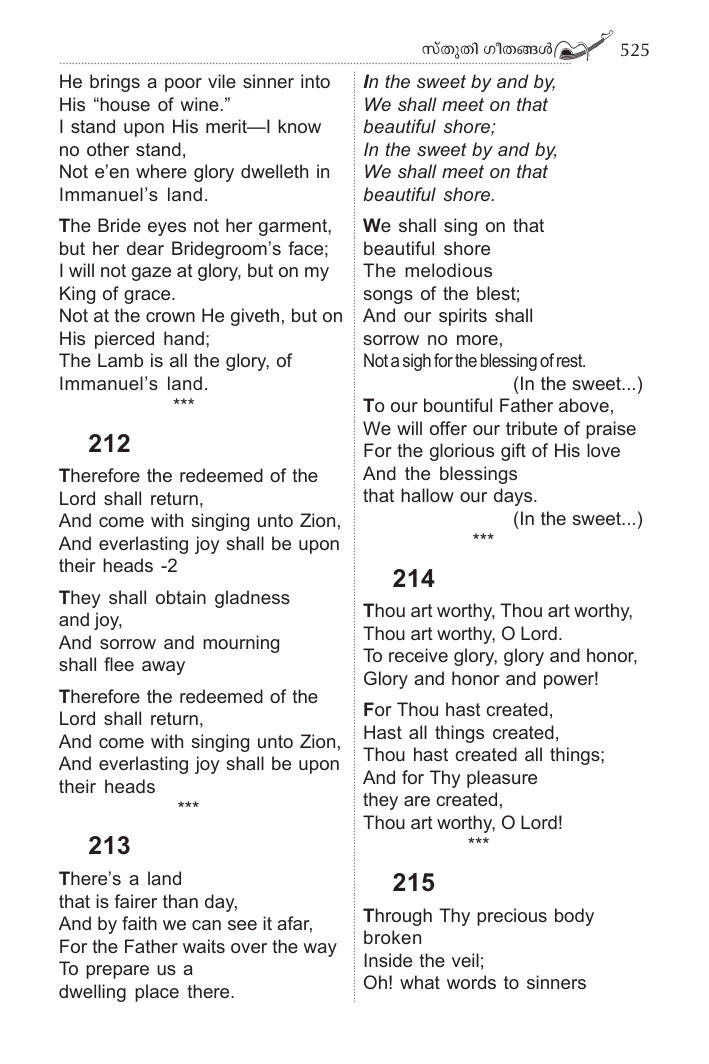 സ്തുതി ഗീതങ്ങൾ 525
He brings a poor vile sinner into
His “house of wine.”
I stand upon His merit—I know
no other stand,
Not e’en where glory dwelleth in
Immanuel’s land.
The Bride eyes not her garment,
but her dear Bridegroom’s face;
I will not gaze at glory, but on my
King of grace.
Not at the crown He giveth, but on
His pierced hand;
The Lamb is all the glory, of
Immanuel’s land.
***
212
Therefore the redeemed of the
Lord shall return,
And come with singing unto Zion,
And everlasting joy shall be upon
their heads -2
They shall obtain gladness
and joy,
And sorrow and mourning
shall flee away
Therefore the redeemed of the
Lord shall return,
And come with singing unto Zion,
And everlasting joy shall be upon
their heads
***
213
There’s a land
that is fairer than day,
And by faith we can see it afar,
For the Father waits over the way
To prepare us a
dwelling place there.
In the sweet by and by,
We shall meet on that
beautiful shore;
In the sweet by and by,
We shall meet on that
beautiful shore.
We shall sing on that
beautiful shore
The melodious
songs of the blest;
And our spirits shall
sorrow no more,
Not a sigh for the blessing of rest.
(In the sweet...)
To our bountiful Father above,
We will offer our tribute of praise
For the glorious gift of His love
And the blessings
that hallow our days.
(In the sweet...)
***
214
Thou art worthy, Thou art worthy,
Thou art worthy, O Lord.
To receive glory, glory and honor,
Glory and honor and power!
For Thou hast created,
Hast all things created,
Thou hast created all things;
And for Thy pleasure
they are created,
Thou art worthy, O Lord!
***
215
Through Thy precious body
broken
Inside the veil;
Oh! what words to sinners